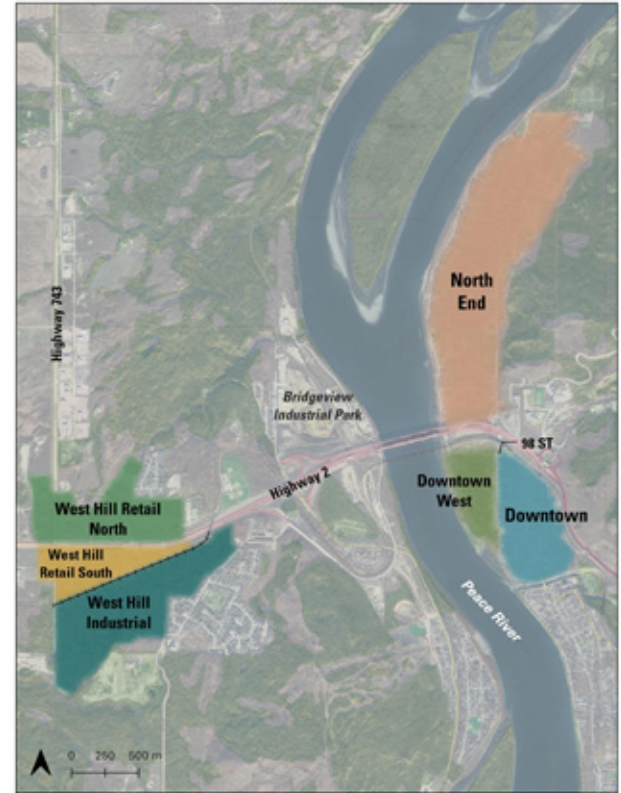 North
End
Highway 743
Bridgeview
Industrial Park
98 ST
Highway 2
Downtown
West
Downtown
West Hill Retail
North
West Hill
Retail South
West Hill
Industrial
Peace River
0 250 500 m